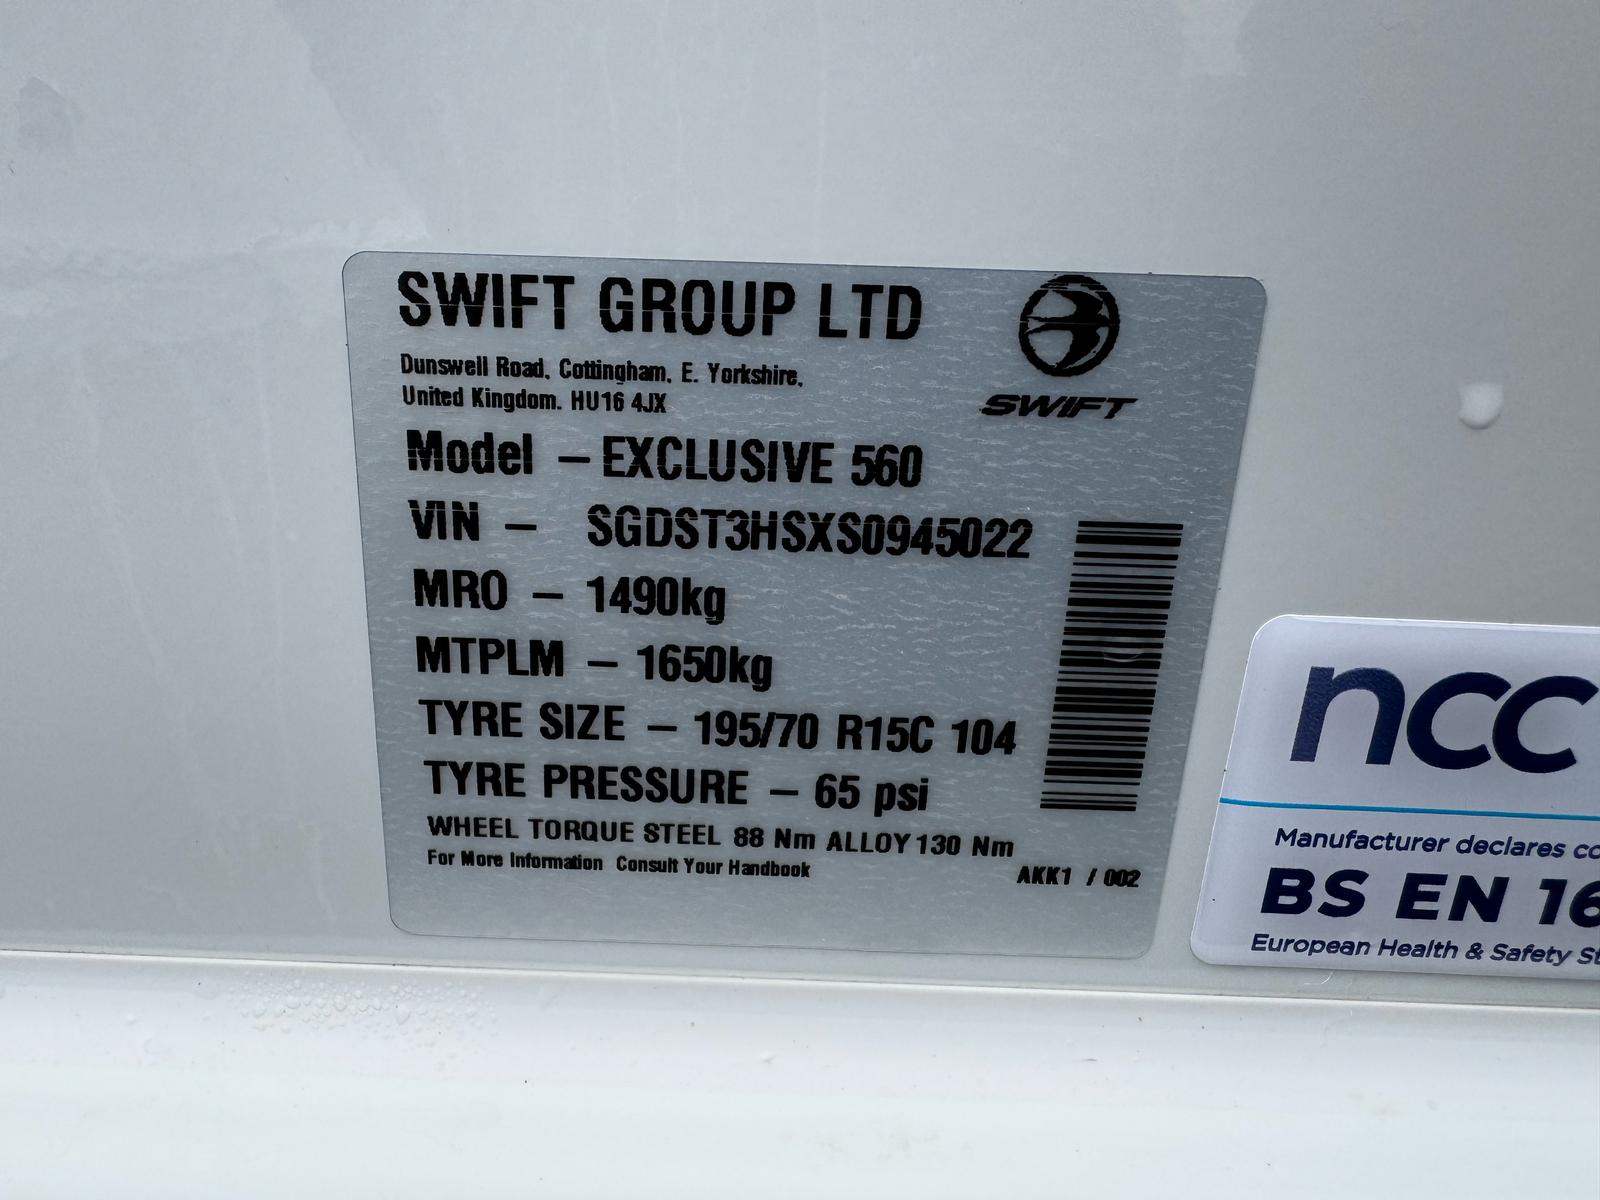 SWIFT GROUP LTD
Dunswell Road, Cottingham, E. Yorkshire,
United Kingdom. HU16 4JX
SWIFT
Model – EXCLUSIVE 560
VIN – SGDST3HSXS0945022
MRO – 1490kg
MTPLM – 1650kg
TYRE SIZE – 195/70 R15C 104
TYRE PRESSURE – 65 psi
WHEEL TORQUE STEEL 88 Nm ALLOY 130 Nm
For More Information Consult Your Handbook
AKK1 / 002
ncc
Manufacturer declares
BS EN
European Health & Safety